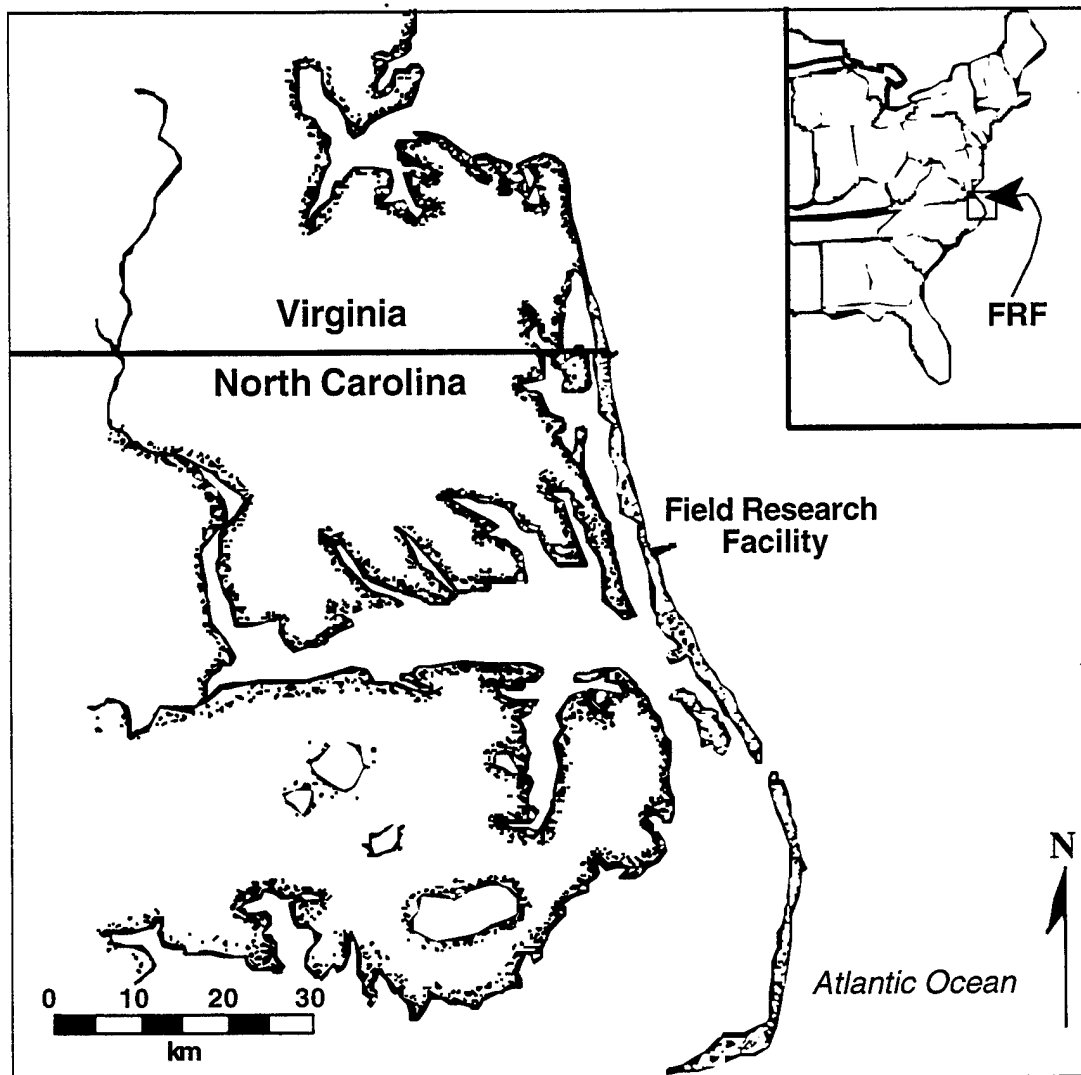 FRF
Virginia
North Carolina
Field Research
Facility
N
Atlantic Ocean
0 10 20 30
km